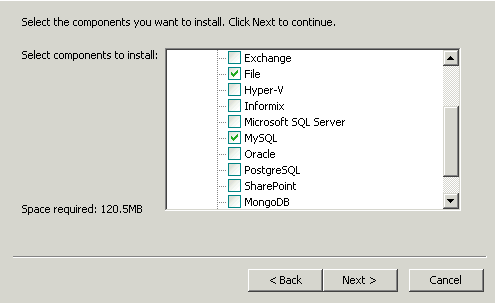 Select the components you want to install. Click Next to continue.
Select components to install:
Exchange
File
Hyper-V
Informix
Microsoft SQL Server
MySQL
Oracle
PostgreSQL
SharePoint
MongoDB
Space required: 120.5MB
< Back
Next >
Cancel